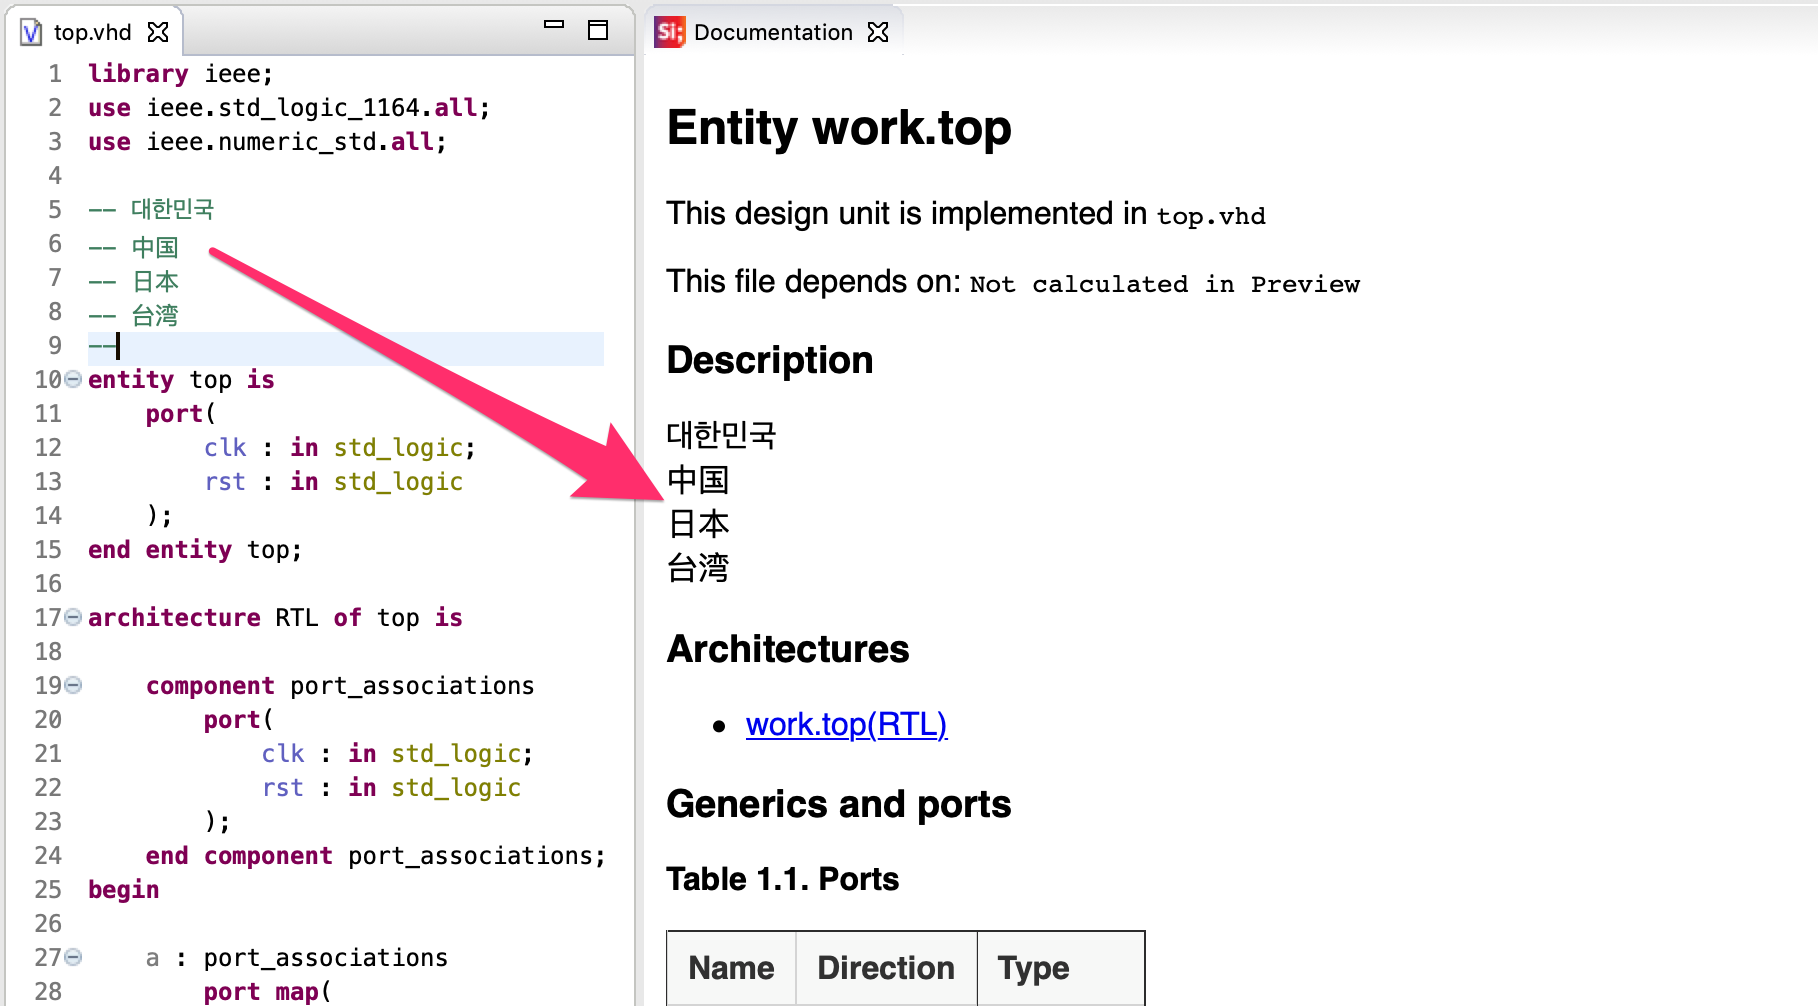 top.vhd
1 library ieee;
2 use ieee.std_logic_1164.all;
3 use ieee.numeric_std.all;
4
5 -- 대한민국
6 -- 中国
7 -- 日本
8 -- 台湾
9 --
10 entity top is
11 port(
12 clk : in std_logic;
13 rst : in std_logic
14 );
15 end entity top;
16
17 architecture RTL of top is
18
19 component port_associations
20 port(
21 clk : in std_logic;
22 rst : in std_logic
23 );
24 end component port_associations;
25 begin
26
27 a : port_associations
28 port map(
Si; Documentation
Entity work.top
This design unit is implemented in top.vhd
This file depends on: Not calculated in Preview
Description
대한민국
中国
日本
台湾
Architectures
• work.top(RTL)
Generics and ports
Table 1.1. Ports
Name Direction Type